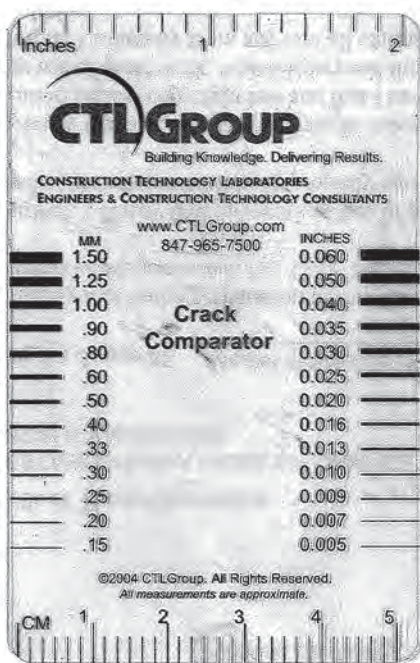 Inches 1 2
CTLGROUP
Building Knowledge. Delivering Results.
CONSTRUCTION TECHNOLOGY LABORATORIES
ENGINEERS & CONSTRUCTION TECHNOLOGY CONSULTANTS
www.CTLGroup.com
847-965-7500
MM INCHES
1.50 0.060
1.25 0.050
1.00 0.040
.90 0.035
Crack
Comparator
.80 0.030
.60 0.025
.50 0.020
.40 0.016
.33 0.013
.30 0.010
.25 0.009
.20 0.007
.15 0.005
©2004 CTLGroup. All Rights Reserved.
All measurements are approximate.
CM 1 2 3 4 5